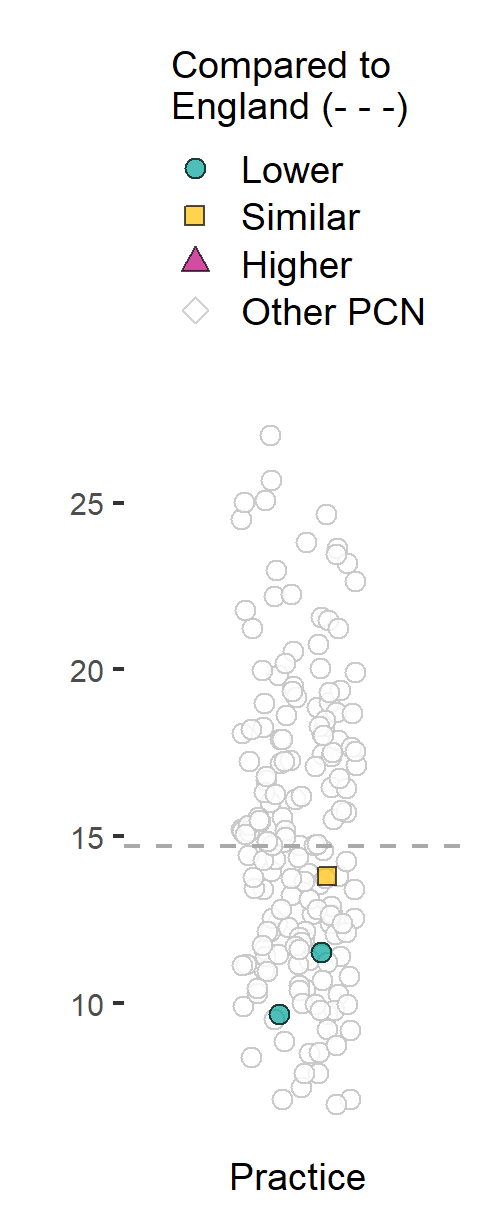 Compared to
England (- - -)
Lower
Similar
Higher
Other PCN
25
20
15
10
Practice